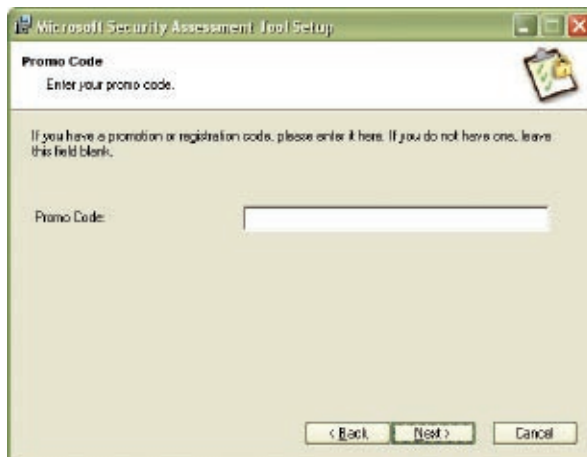 Microsoft Security Assessment Tool Setup
Promo Code
Enter your promo code.
If you have a promotion or registration code, please enter it here. If you do not have one, leave
this field blank.
Promo Code:
< Back
Next >
Cancel